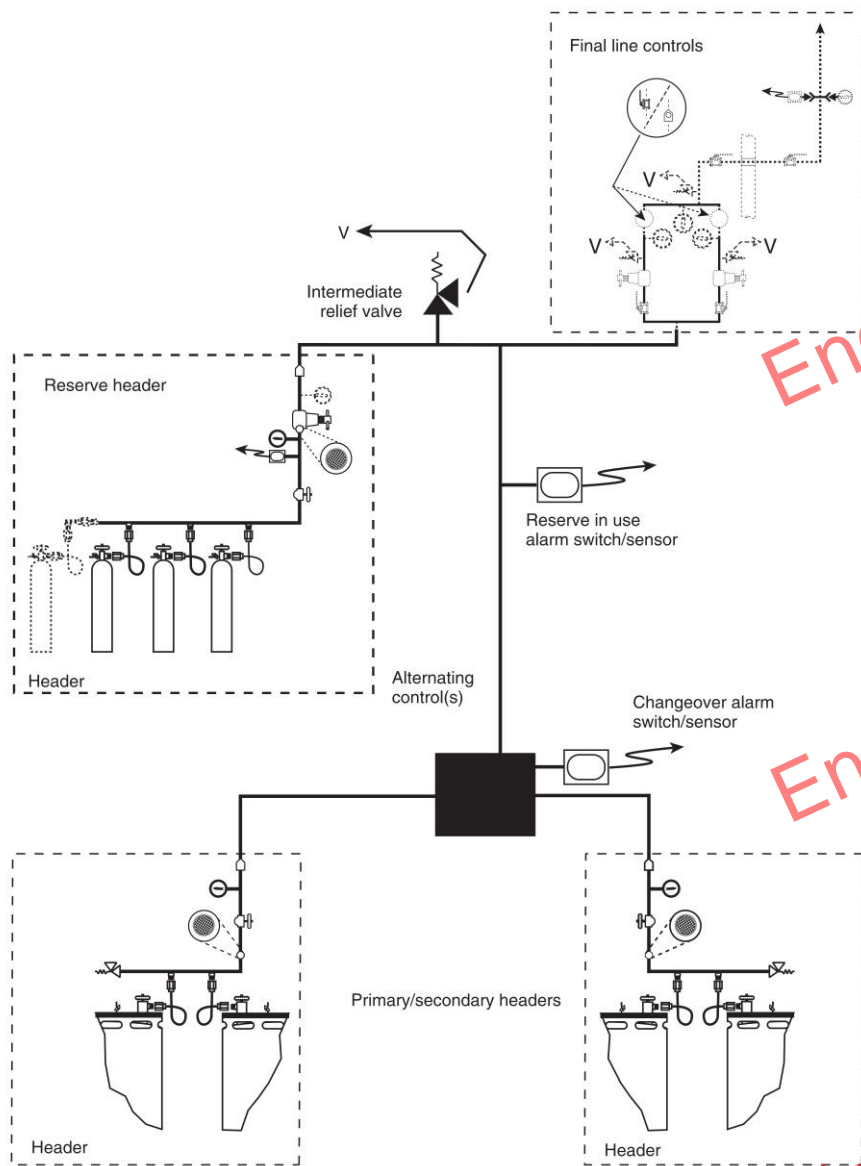 Final line controls
V
V
Intermediate
relief valve
V
V
Reserve header
Reserve in use
alarm switch/sensor
Header
Alternating
control(s)
Changeover alarm
switch/sensor
Primary/secondary headers
Header
Header